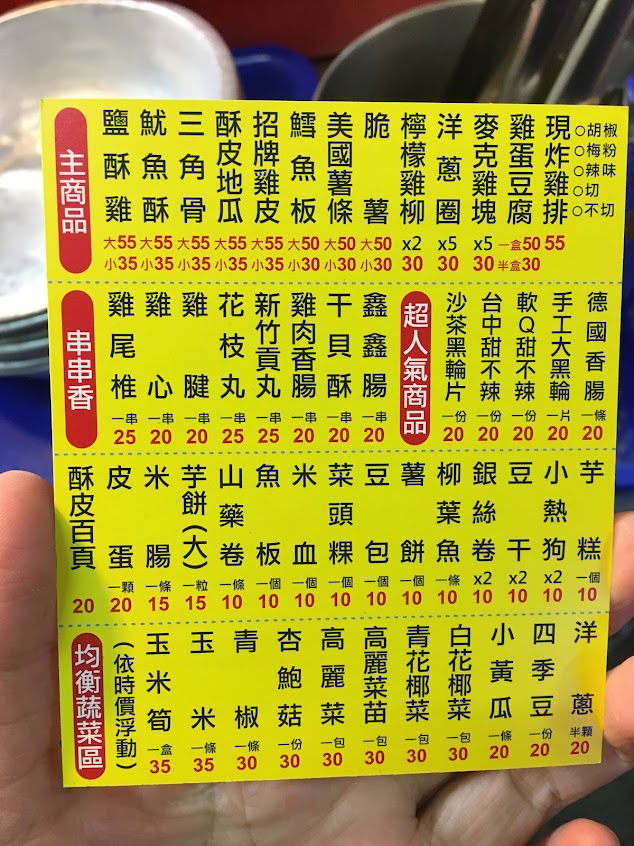 主商品
鹽酥雞 大55 小35
魷魚酥 大55 小35
三角骨 大55 小35
酥皮地瓜 大55 小35
招牌雞皮 大55 小35
鱈魚板 大50 小30
美國薯條 大50 小30
脆薯 大50 小30
檸檬雞柳 x2 30
洋蔥圈 x5 30
麥克雞塊 x5 30
雞蛋豆腐 一盒50 半盒30
現炸雞排 55
○胡椒
○梅粉
○辣味
○切
○不切
串串香
雞尾椎 一串 25
雞心 一串 20
雞腱 一串 20
花枝丸 一串 25
新竹貢丸 一串 25
雞肉香腸 一串 20
干貝酥 一串 20
鑫鑫腸 一串 20
超人氣商品
沙茶黑輪片 一份 20
台中甜不辣 一份 20
軟Q甜不辣 一份 20
手工大黑輪 一片 20
德國香腸 一條 20
酥皮百頁 20
皮蛋 一顆 20
米腸 一條 15
芋餅(大) 一粒 15
山藥卷 一條 10
魚板 一個 10
米血 一個 10
菜頭粿 一個 10
豆包 一個 10
薯餅 一個 10
柳葉魚 一條 10
銀絲卷 x2 10
豆干 x2 10
小熱狗 x2 10
芋糕 一個 10
均衡蔬菜區
(依時價浮動)
玉米筍 一盒 35
玉米 一條 35
青椒 一條 30
杏鮑菇 一份 30
高麗菜 一包 30
高麗菜苗 一包 30
青花椰菜 一包 30
白花椰菜 一包 30
小黃瓜 一條 20
四季豆 一份 20
洋蔥 半顆 20